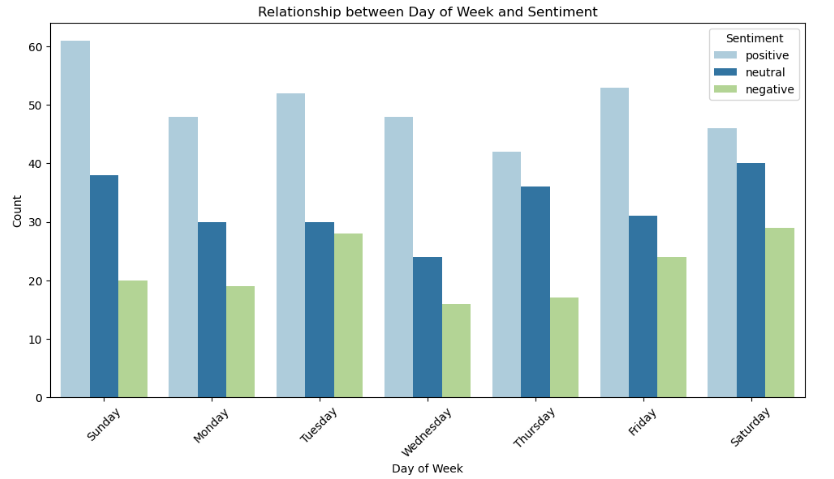 Relationship between Day of Week and Sentiment
Sentiment
positive
neutral
negative
Count
60
50
40
30
20
10
0
Sunday
Monday
Tuesday
Wednesday
Thursday
Friday
Saturday
Day of Week